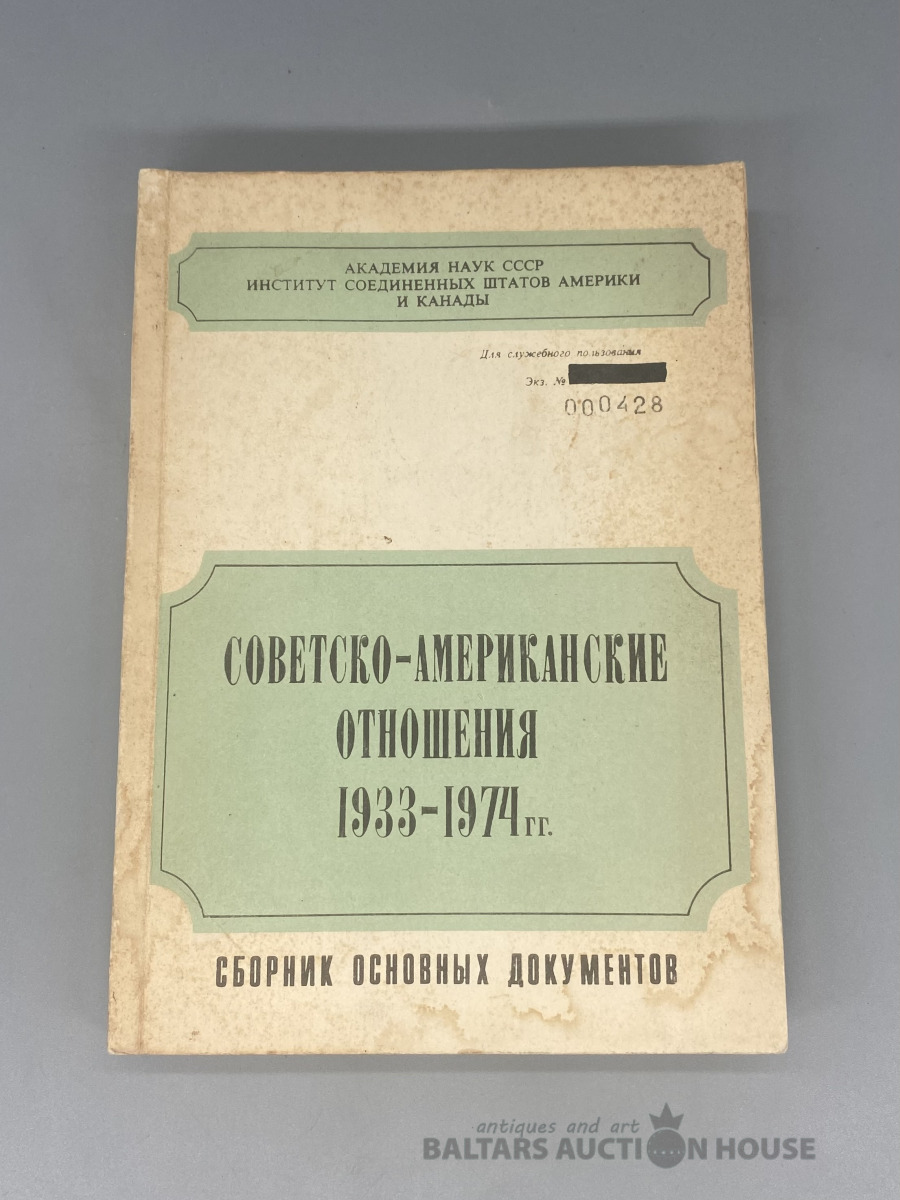 АКАДЕМИЯ НАУК СССР
ИНСТИТУТ СОЕДИНЕННЫХ ШТАТОВ АМЕРИКИ
И КАНАДЫ
Для служебного пользования
Экз. №
000428
СОВЕТСКО-АМЕРИКАНСКИЕ
ОТНОШЕНИЯ
1933-1974 гг.
СБОРНИК ОСНОВНЫХ ДОКУМЕНТОВ
antiques and art
BALTARS AUCTION HOUSE